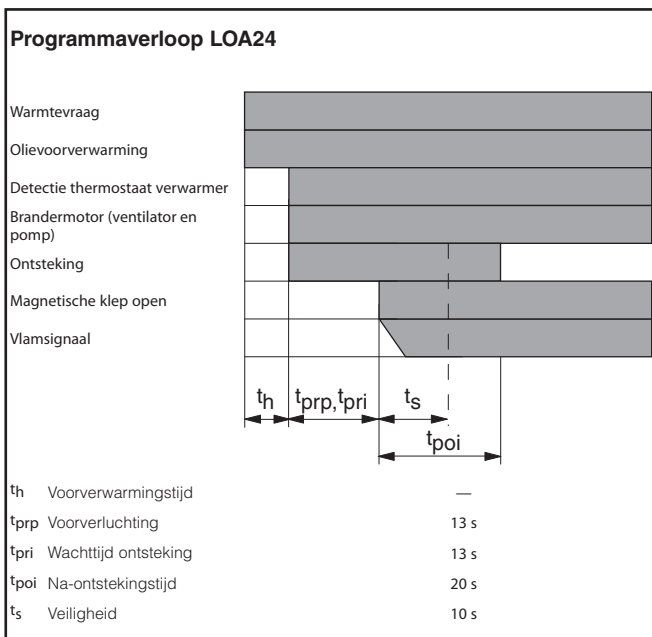 Programmaverloop LOA24
Warmtevraag
Olievoorverwarming
Detectie thermostaat verwarmer
Brandermotor (ventilator en
pomp)
Ontsteking
Magnetische klep open
Vlamsignaal
th tprp,tpri ts
tpoi
th Voorverwarmingstijd —
tprp Voorverluchting 13 s
tpri Wachttijd ontsteking 13 s
tpoi Na-ontstekingstijd 20 s
ts Veiligheid 10 s